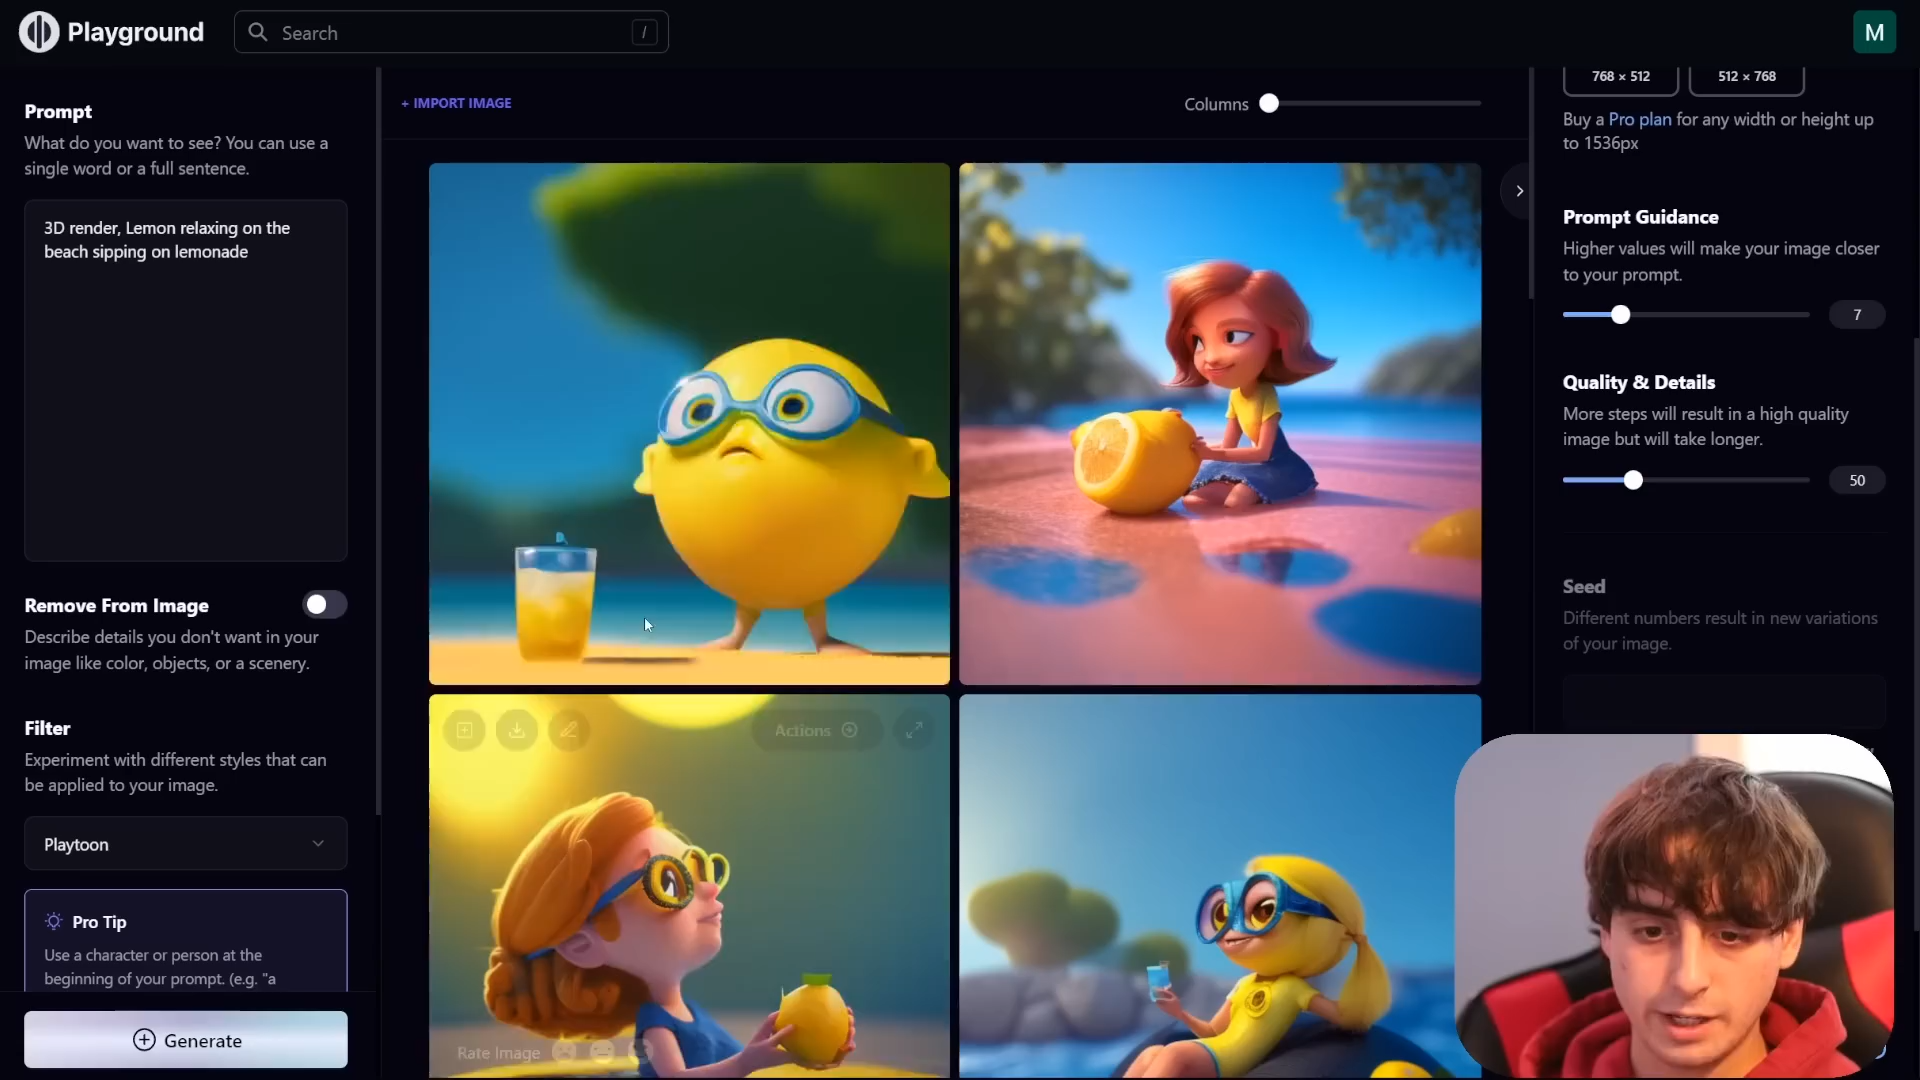 Playground
Search
/
M
Prompt
What do you want to see? You can use a
single word or a full sentence.
3D render, Lemon relaxing on the
beach sipping on lemonade
Remove From Image
Describe details you don't want in your
image like color, objects, or a scenery.
Filter
Experiment with different styles that can
be applied to your image.
Playtoon
Pro Tip
Use a character or person at the
beginning of your prompt. (e.g. "a
Generate
+ IMPORT IMAGE
Columns
Actions
Rate Image
768 × 512
512 × 768
Buy a Pro plan for any width or height up
to 1536px
Prompt Guidance
Higher values will make your image closer
to your prompt.
7
Quality & Details
More steps will result in a high quality
image but will take longer.
50
Seed
Different numbers result in new variations
of your image.